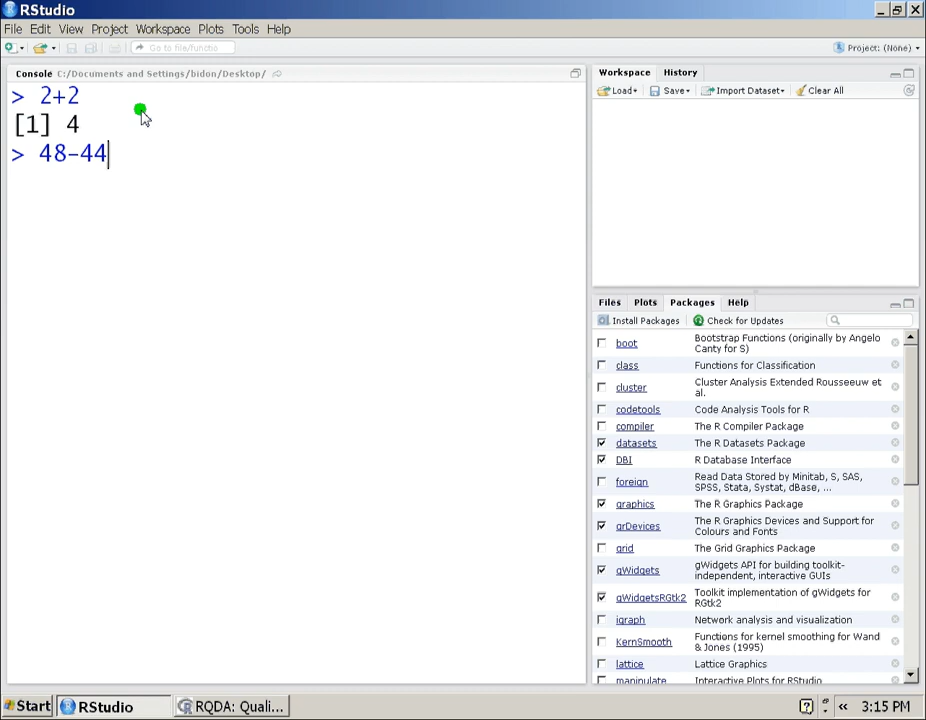 RStudio
File Edit View Project Workspace Plots Tools Help
Go to file/functio
Project: (None)
Console C:/Documents and Settings/bidon/Desktop/
> 2+2
[1] 4
> 48-44
Workspace History
Load Save Import Dataset Clear All
Files Plots Packages Help
Install Packages Check for Updates
boot Bootstrap Functions (originally by Angelo
Canty for S)
class Functions for Classification
cluster Cluster Analysis Extended Rousseeuw et
al.
codetools Code Analysis Tools for R
compiler The R Compiler Package
datasets The R Datasets Package
DBI R Database Interface
foreign Read Data Stored by Minitab, S, SAS,
SPSS, Stata, Systat, dBase, ...
graphics The R Graphics Package
grDevices The R Graphics Devices and Support for
Colours and Fonts
grid The Grid Graphics Package
gWidgets gWidgets API for building toolkit-
independent, interactive GUIs
gWidgetsRGtk2 Toolkit implementation of gWidgets for
RGtk2
igraph Network analysis and visualization
KernSmooth Functions for kernel smoothing for Wand
& Jones (1995)
lattice Lattice Graphics
manipulate Interactive Plots for RStudio
Start RStudio RQDA: Quali... « 3:15 PM